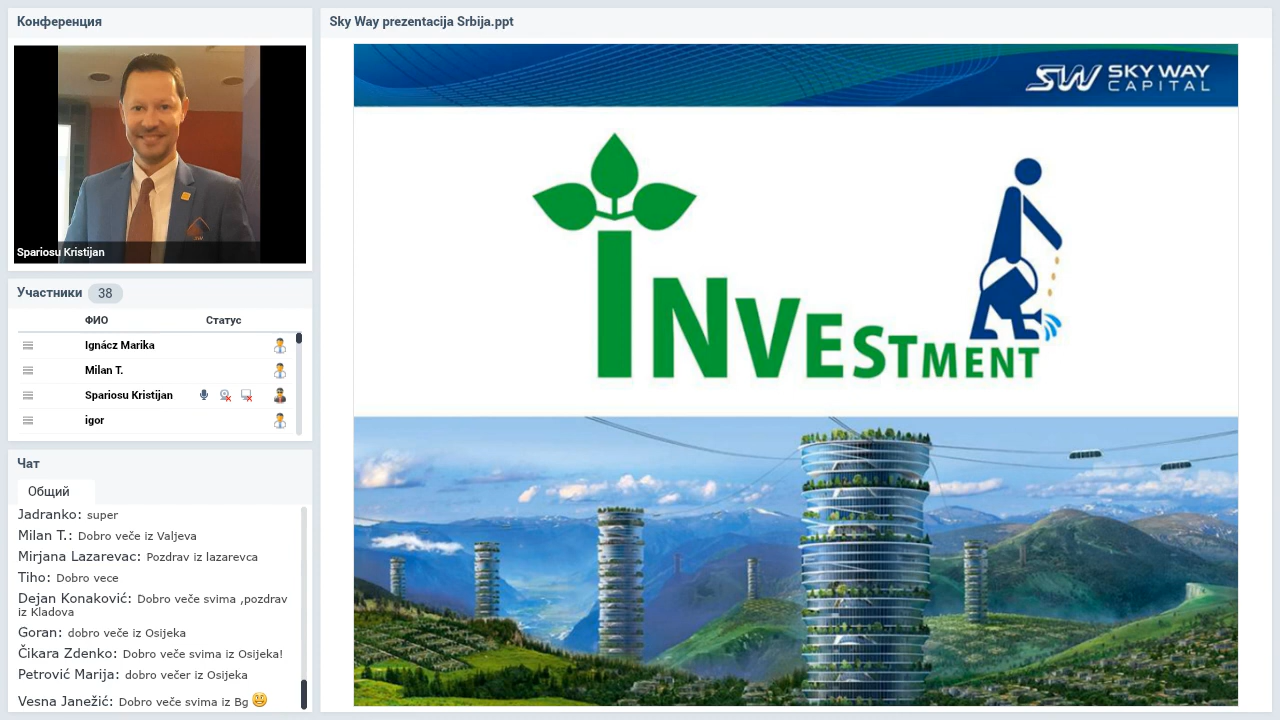 Конференция
Spariosu Kristijan
Участники 38
ФИО Статус
Ignácz Marika
Milan T.
Spariosu Kristijan
igor
Чат
Общий
Jadranko: super
Milan T.: Dobro veče iz Valjeva
Mirjana Lazarevac: Pozdrav iz lazarevca
Tiho: Dobro vece
Dejan Konaković: Dobro veče svima ,pozdrav
iz Kladova
Goran: dobro veče iz Osijeka
Čikara Zdenko: Dobro veče svima iz Osijeka!
Petrović Marija: dobro večer iz Osijeka
Vesna Janežić: iz Bg
Sky Way prezentacija Srbija.ppt
SW SKY WAY
CAPITAL
INVESTMENT